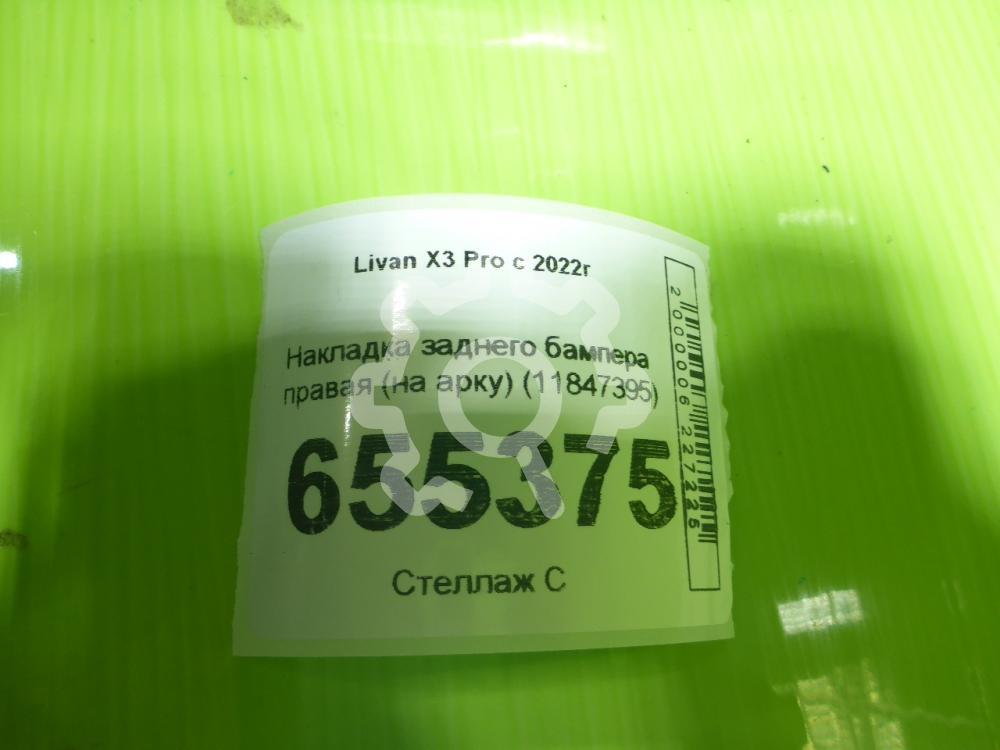 Livan X3 Pro с 2022г
Накладка заднего бампера
правая (на арку) (11847395)
655375
Стеллаж С
2000006227225